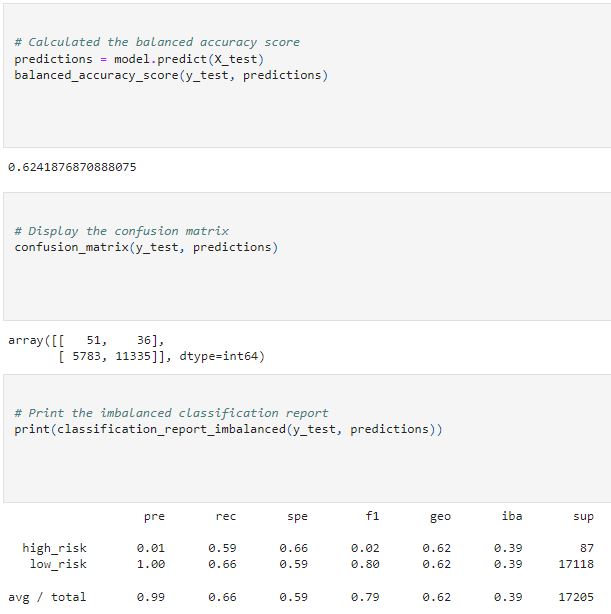 # Calculated the balanced accuracy score
predictions = model.predict(X_test)
balanced_accuracy_score(y_test, predictions)
0.6241876870888075
# Display the confusion matrix
confusion_matrix(y_test, predictions)
array([[   51,    36],
       [ 5783, 11335]], dtype=int64)
# Print the imbalanced classification report
print(classification_report_imbalanced(y_test, predictions))
                   pre       rec       spe        f1       geo       iba       sup
  high_risk       0.01      0.59      0.66      0.02      0.62      0.39        87
   low_risk       1.00      0.66      0.59      0.80      0.62      0.39     17118
avg / total       0.99      0.66      0.59      0.79      0.62      0.39     17205